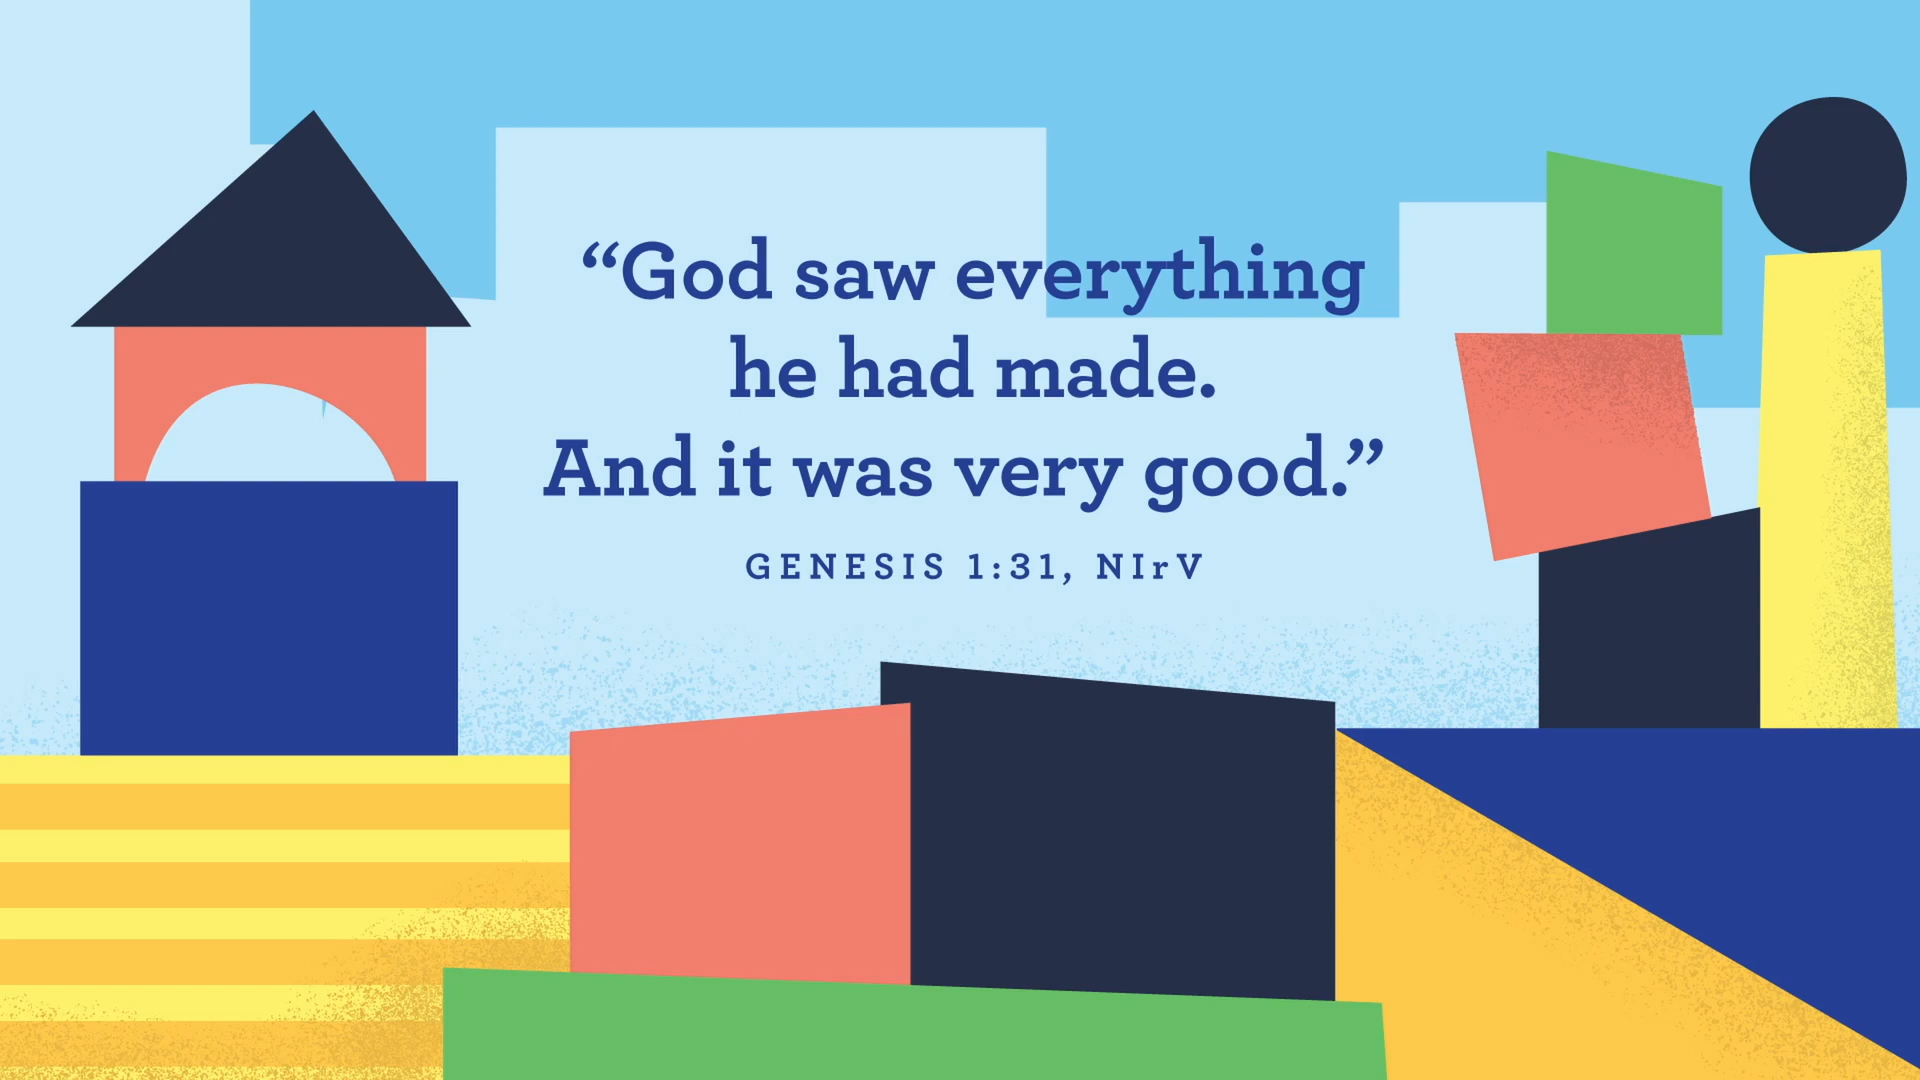 “God saw everything
he had made.
And it was very good.”
GENESIS 1:31, NIrV